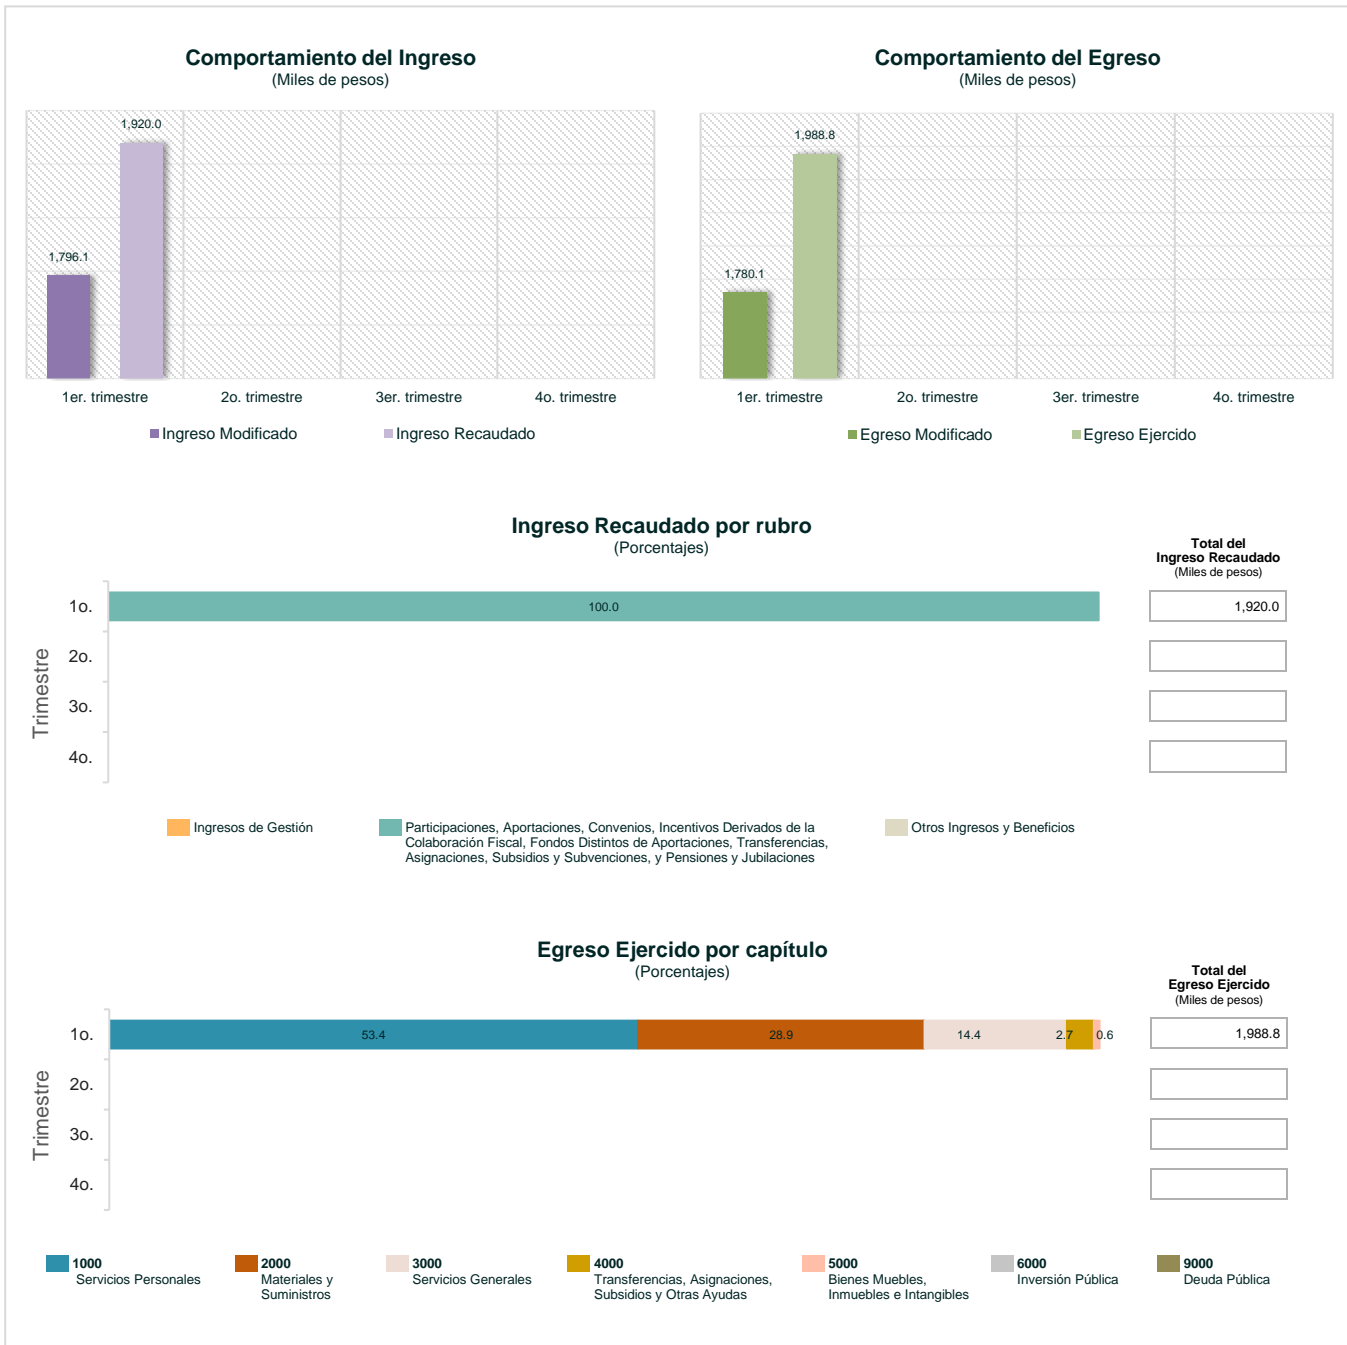 Comportamiento del Ingreso
(Miles de pesos)
1,920.0
1,796.1
1er. trimestre
2o. trimestre
3er. trimestre
4o. trimestre
Ingreso Modificado
Ingreso Recaudado
Comportamiento del Egreso
(Miles de pesos)
1,988.8
1,780.1
1er. trimestre
2o. trimestre
3er. trimestre
4o. trimestre
Egreso Modificado
Egreso Ejercido
Ingreso Recaudado por rubro
(Porcentajes)
Total del
Ingreso Recaudado
(Miles de pesos)
Trimestre
1o.
100.0
1,920.0
2o.
3o.
4o.
Ingresos de Gestión
Participaciones, Aportaciones, Convenios, Incentivos Derivados de la
Colaboración Fiscal, Fondos Distintos de Aportaciones, Transferencias,
Asignaciones, Subsidios y Subvenciones, y Pensiones y Jubilaciones
Otros Ingresos y Beneficios
Egreso Ejercido por capítulo
(Porcentajes)
Total del
Egreso Ejercido
(Miles de pesos)
Trimestre
1o.
53.4
28.9
14.4
2.7
0.6
1,988.8
2o.
3o.
4o.
1000
Servicios Personales
2000
Materiales y
Suministros
3000
Servicios Generales
4000
Transferencias, Asignaciones,
Subsidios y Otras Ayudas
5000
Bienes Muebles,
Inmuebles e Intangibles
6000
Inversión Pública
9000
Deuda Pública